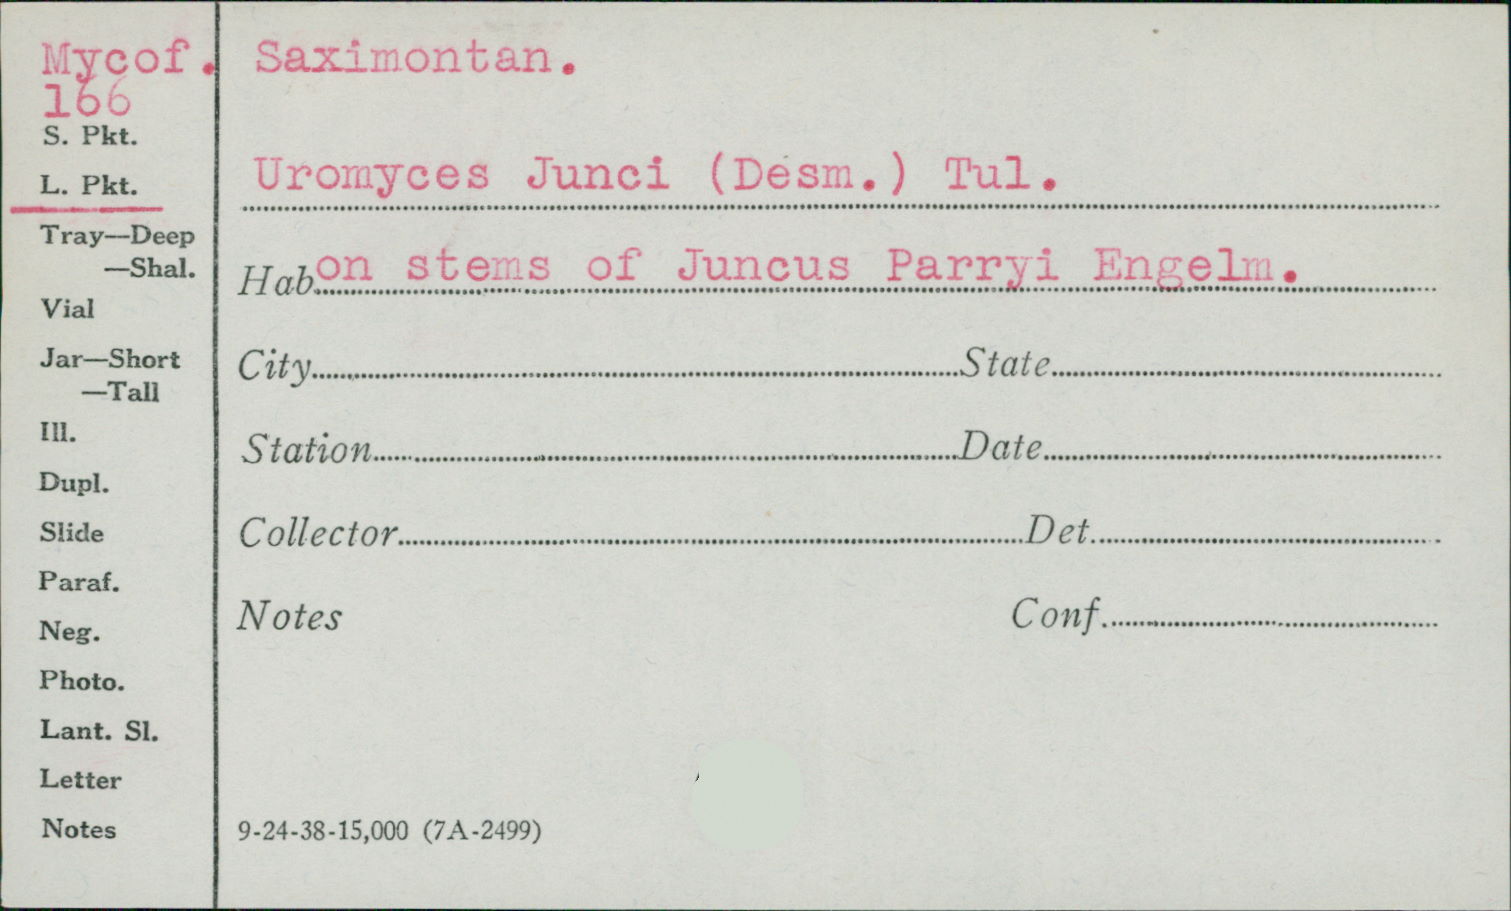 Mycof. Saximontan.
166
S. Pkt.
L. Pkt.
Tray—Deep
—Shal.
Vial
Jar—Short
—Tall
Ill.
Dupl.
Slide
Paraf.
Neg.
Photo.
Lant. Sl.
Letter
Notes
Uromyces Junci (Desm.) Tul.
Hab. on stems of Juncus Parryi Engelm.
City State
Station Date
Collector Det.
Notes Conf.
9-24-38-15,000 (7A-2499)